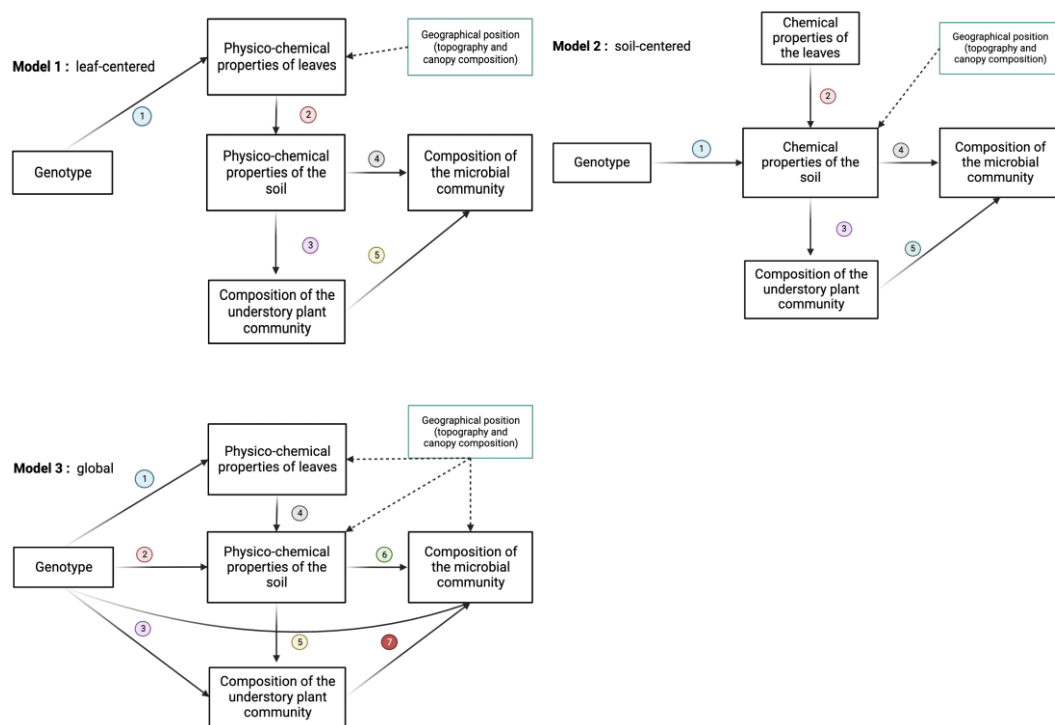 Model 1 : leaf-centered
Physico-chemical
properties of leaves
Geographical position
(topography and
canopy composition)
1
2
Genotype
Physico-chemical
properties of the
soil
4
Composition of
the microbial
community
3
5
Composition of the
understory plant
community
Model 2 : soil-centered
Chemical
properties of
the leaves
Geographical position
(topography and
canopy composition)
2
Genotype
1
Chemical
properties of the
soil
4
Composition of
the microbial
community
3
5
Composition of the
understory plant
community
Model 3 : global
Physico-chemical
properties of leaves
Geographical position
(topography and
canopy composition)
1
4
Genotype
2
Physico-chemical
properties of the
soil
6
Composition of
the microbial
community
3
5
7
Composition of the
understory plant
community